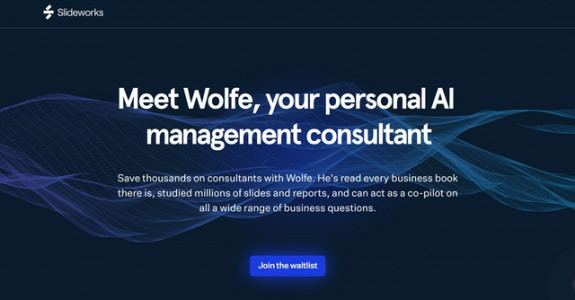 Slideworks
Meet Wolfe, your personal AI
management consultant
Save thousands on consultants with Wolfe. He's read every business book
there is, studied millions of slides and reports, and can act as a co-pilot on
all a wide range of business questions.
Join the waitlist